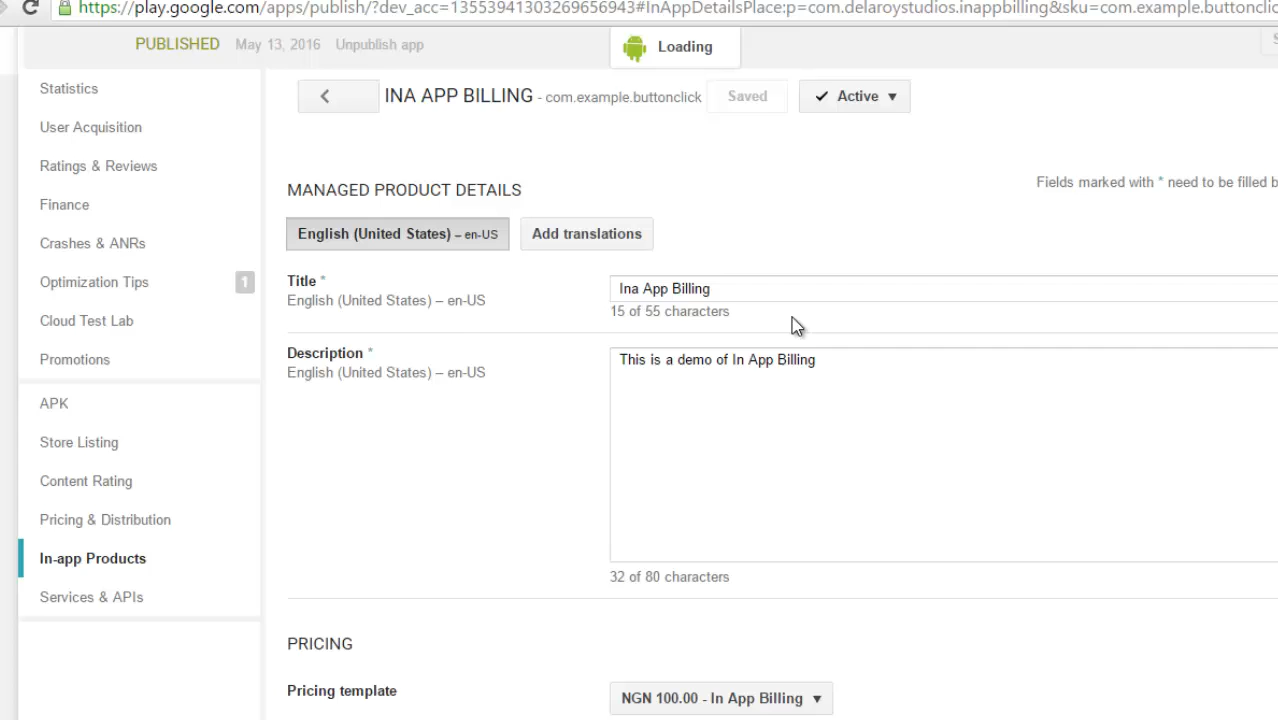 https://play.google.com/apps/publish/?dev_acc=13553941303269656943#InAppDetailsPlace:p=com.delaroystudios.inappbilling&sku=com.example.buttonclic
PUBLISHED May 13, 2016 Unpublish app
Loading
Statistics
User Acquisition
Ratings & Reviews
Finance
Crashes & ANRs
Optimization Tips 1
Cloud Test Lab
Promotions
APK
Store Listing
Content Rating
Pricing & Distribution
In-app Products
Services & APIs
INA APP BILLING - com.example.buttonclick
Saved
Active
MANAGED PRODUCT DETAILS
Fields marked with * need to be filled b
English (United States) – en-US
Add translations
Title *
English (United States) – en-US
Ina App Billing
15 of 55 characters
Description *
English (United States) – en-US
This is a demo of In App Billing
32 of 80 characters
PRICING
Pricing template
NGN 100.00 - In App Billing